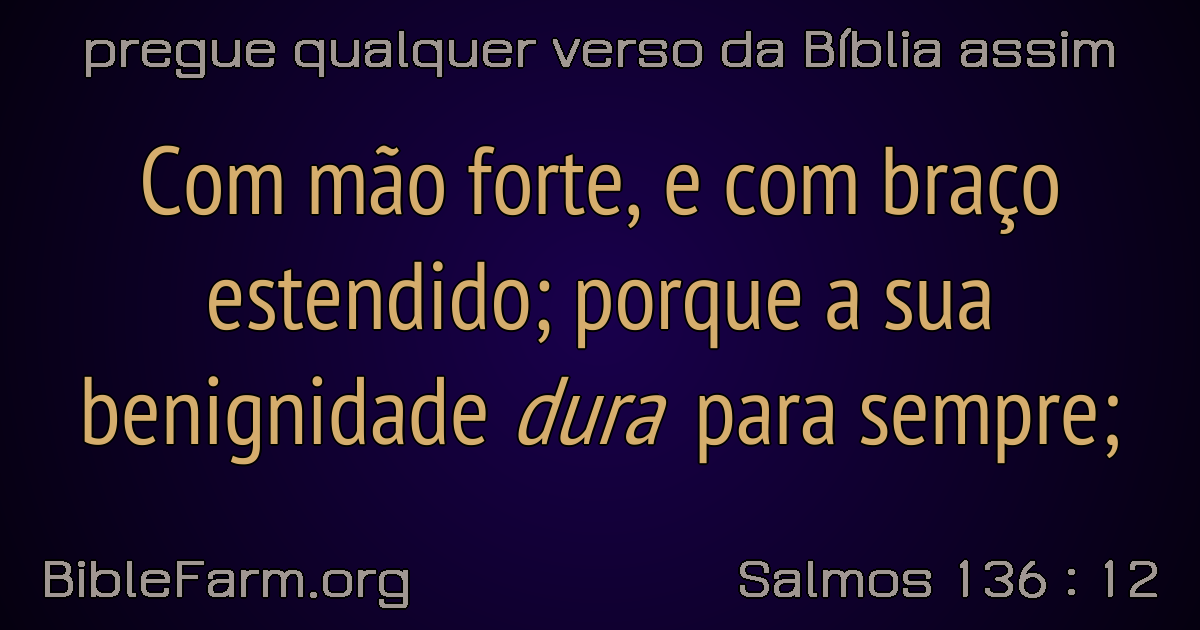 pregue qualquer verso da Bíblia assim
Com mão forte, e com braço
estendido; porque a sua
benignidade dura para sempre;
BibleFarm.org
Salmos 136 : 12